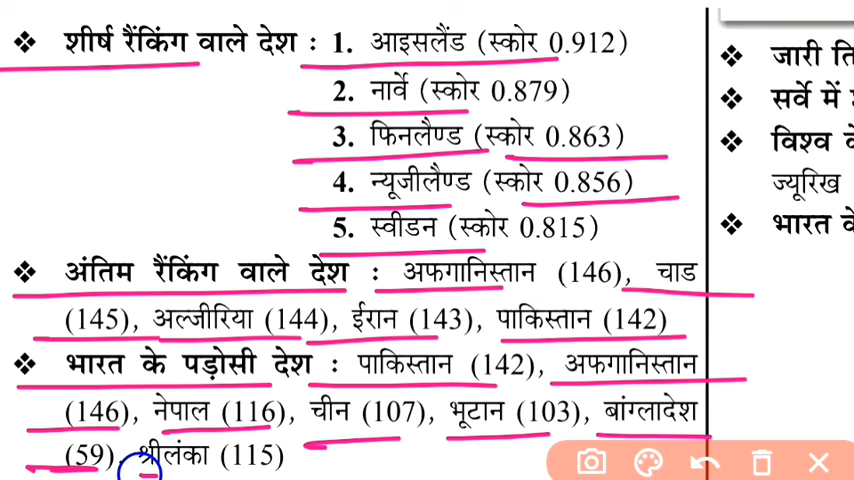 ❖ शीर्ष रैंकिंग वाले देश : 1. आइसलैंड (स्कोर 0.912)
2. नार्वे (स्कोर 0.879)
3. फिनलैण्ड (स्कोर 0.863)
4. न्यूजीलैण्ड (स्कोर 0.856)
5. स्वीडन (स्कोर 0.815)
❖ अंतिम रैंकिंग वाले देश : अफगानिस्तान (146), चाड
(145), अल्जीरिया (144), ईरान (143), पाकिस्तान (142)
❖ भारत के पड़ोसी देश : पाकिस्तान (142), अफगानिस्तान
(146), नेपाल (116), चीन (107), भूटान (103), बांग्लादेश
(59), श्रीलंका (115)
❖ जारी ति
❖ सर्वे में
❖ विश्व के
ज्यूरिख
❖ भारत के